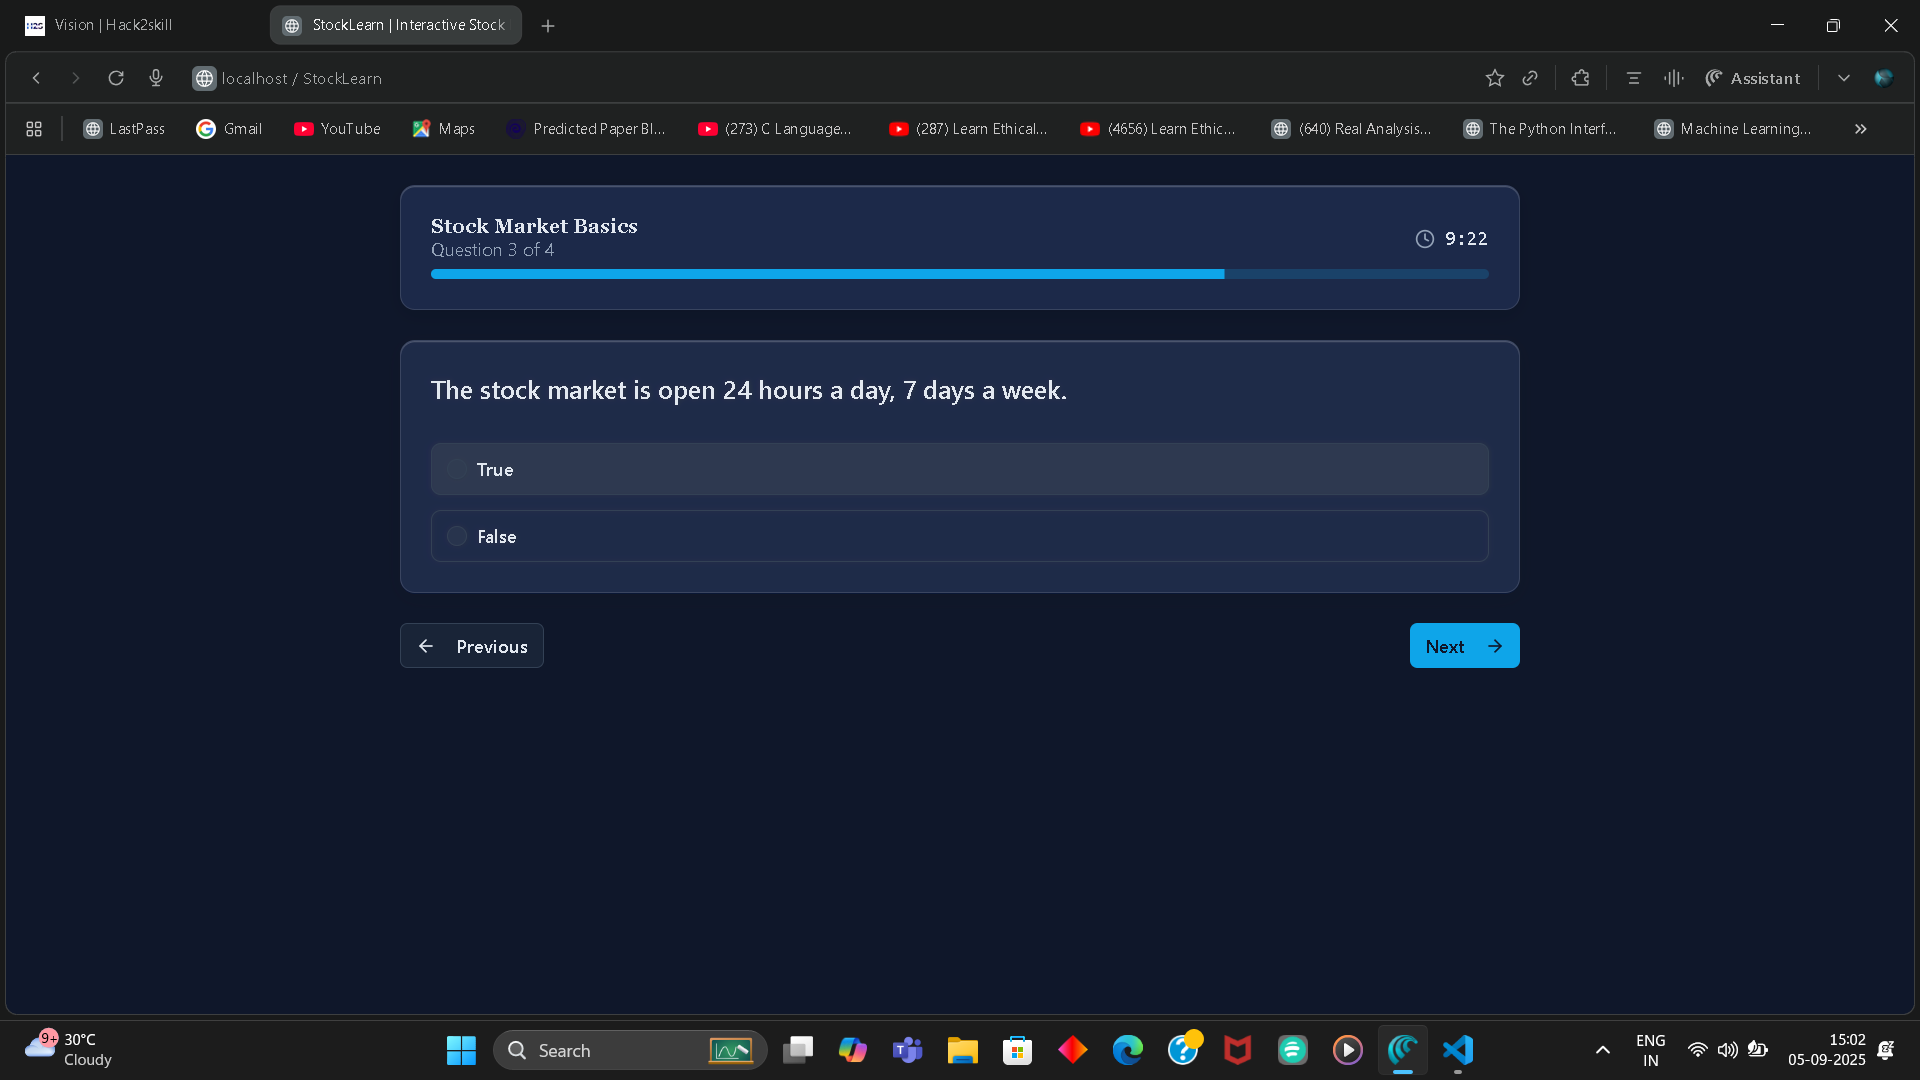 Vision | Hack2skill
StockLearn | Interactive Stock
localhost / StockLearn
Assistant
LastPass
Gmail
YouTube
Maps
Predicted Paper Bl...
(273) C Language...
(287) Learn Ethical...
(4656) Learn Ethic...
(640) Real Analysis...
The Python Interf...
Machine Learning...
Stock Market Basics
Question 3 of 4
9:22
The stock market is open 24 hours a day, 7 days a week.
True
False
Previous
Next
9+
30°C
Cloudy
Search
ENG
IN
15:02
05-09-2025